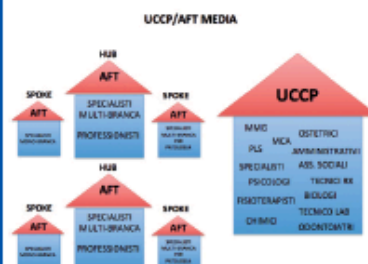 UCCP/AFT MEDIA
HUB
AFT
SPECIALISTI
MULTI-BRANCA
PROFESSIONISTI
SPOKE
AFT
SPOKE
AFT
HUB
AFT
SPECIALISTI
MULTI-BRANCA
PROFESSIONISTI
SPOKE
AFT
SPOKE
AFT
UCCP
MMG
OSTETRICI
MCA
PLS
AMMINISTRATIVI
SPECIALISTI
ASS. SOCIALI
PSICOLOGI
TECNICI RX
FISIOTERAPISTI
BIOLOGI
TECNICO LAB
CHIMICI
ODONTOIATRI